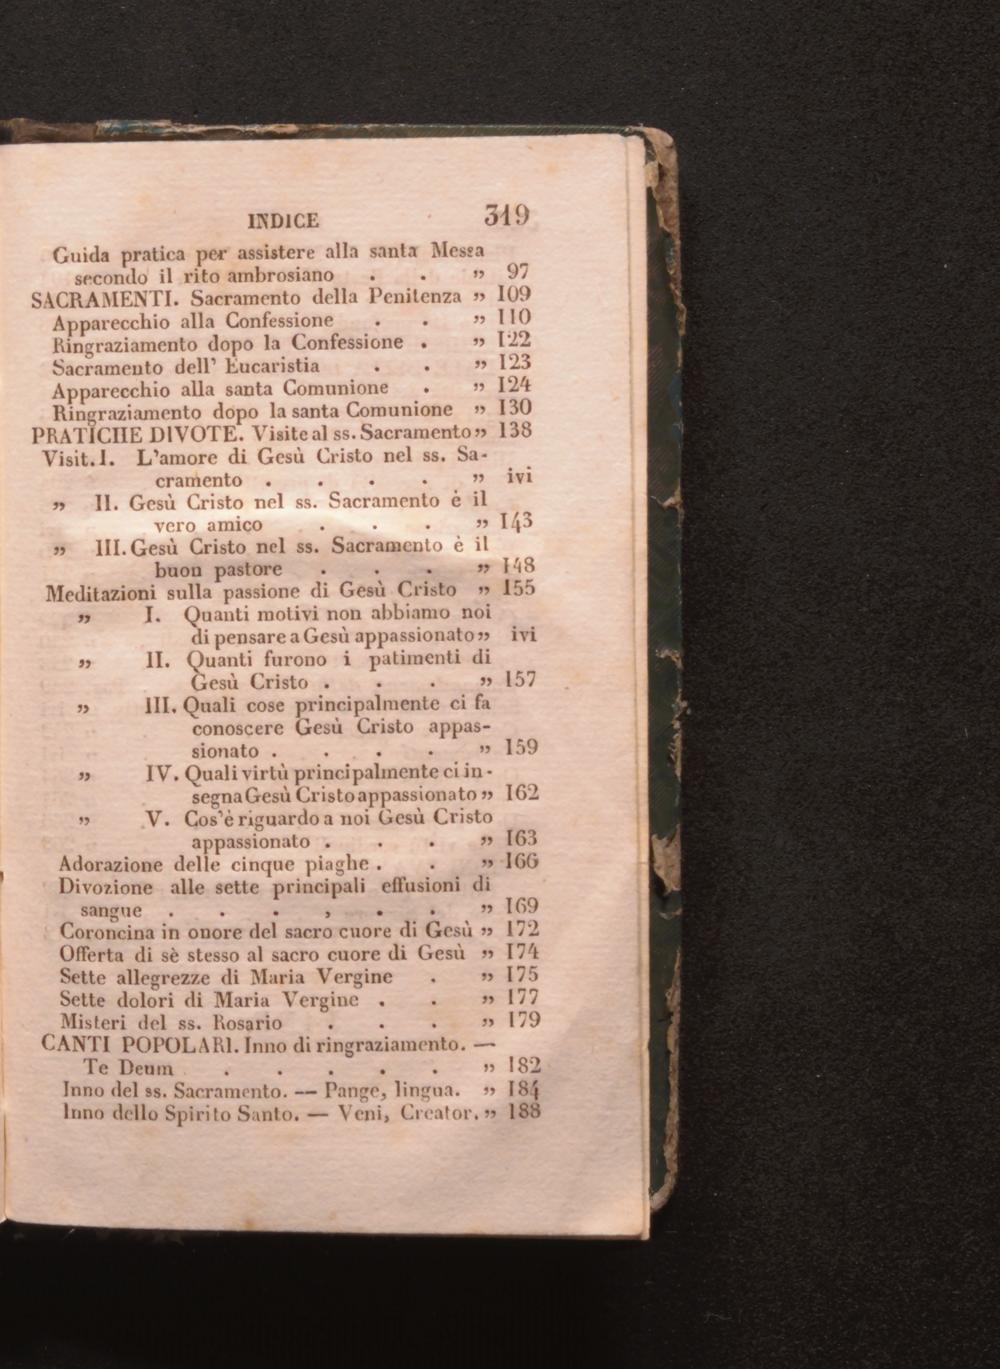 INDICE 319
Guida pratica per assistere alla santa Messa
secondo il rito ambrosiano . . „ 97
SACRAMENTI. Sacramento della Penitenza „ 109
Apparecchio alla Confessione . . „ 110
Ringraziamento dopo la Confessione . „ 122
Sacramento dell' Eucaristia . . „ 123
Apparecchio alla santa Comunione . „ 124
Ringraziamento dopo la santa Comunione „ 130
PRATICHE DIVOTE. Visite al ss. Sacramento „ 138
Visit. I. L'amore di Gesù Cristo nel ss. Sa-
cramento . . . . „ ivi
„ II. Gesù Cristo nel ss. Sacramento è il
vero amico . . . „ 143
„ III. Gesù Cristo nel ss. Sacramento è il
buon pastore . . . „ 148
Meditazioni sulla passione di Gesù Cristo „ 155
„ I. Quanti motivi non abbiamo noi
di pensare a Gesù appassionato „ ivi
„ II. Quanti furono i patimenti di
Gesù Cristo . . . „ 157
„ III. Quali cose principalmente ci fa
conoscere Gesù Cristo appas-
sionato . . . . „ 159
„ IV. Quali virtù principalmente ci in-
segna Gesù Cristo appassionato „ 162
„ V. Cos'è riguardo a noi Gesù Cristo
appassionato . . . „ 163
Adorazione delle cinque piaghe . . „ 166
Divozione alle sette principali effusioni di
sangue . . . , . . „ 169
Coroncina in onore del sacro cuore di Gesù „ 172
Offerta di sè stesso al sacro cuore di Gesù „ 174
Sette allegrezze di Maria Vergine . „ 175
Sette dolori di Maria Vergine . . „ 177
Misteri del ss. Rosario . . . „ 179
CANTI POPOLARI. Inno di ringraziamento. —
Te Deum . . . . . „ 182
Inno del ss. Sacramento. — Pange, lingua. „ 184
Inno dello Spirito Santo. — Veni, Creator. „ 188